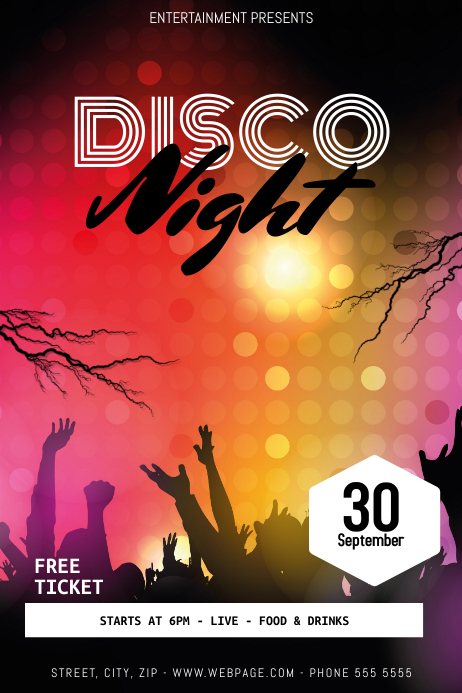 ENTERTAINMENT PRESENTS
DISCO
Night
30
September
FREE
TICKET
STARTS AT 6PM - LIVE - FOOD & DRINKS
STREET, CITY, ZIP - WWW.WEBPAGE.COM - PHONE 555 5555